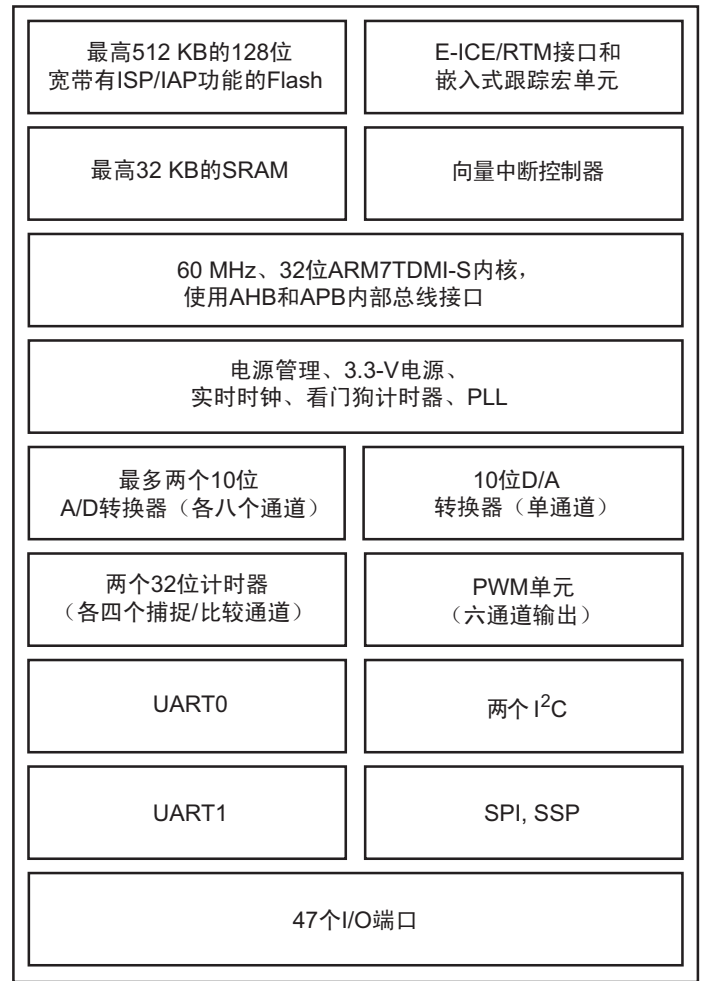 最高512 KB的128位
宽带有ISP/IAP功能的Flash
E-ICE/RTM接口和
嵌入式跟踪宏单元
最高32 KB的SRAM
向量中断控制器
60 MHz、32位ARM7TDMI-S内核，
使用AHB和APB内部总线接口
电源管理、3.3-V电源、
实时时钟、看门狗计时器、PLL
最多两个10位
A/D转换器（各八个通道）
10位D/A
转换器（单通道）
两个32位计时器
（各四个捕捉/比较通道）
PWM单元
（六通道输出）
UART0
两个 I²C
UART1
SPI, SSP
47个I/O端口